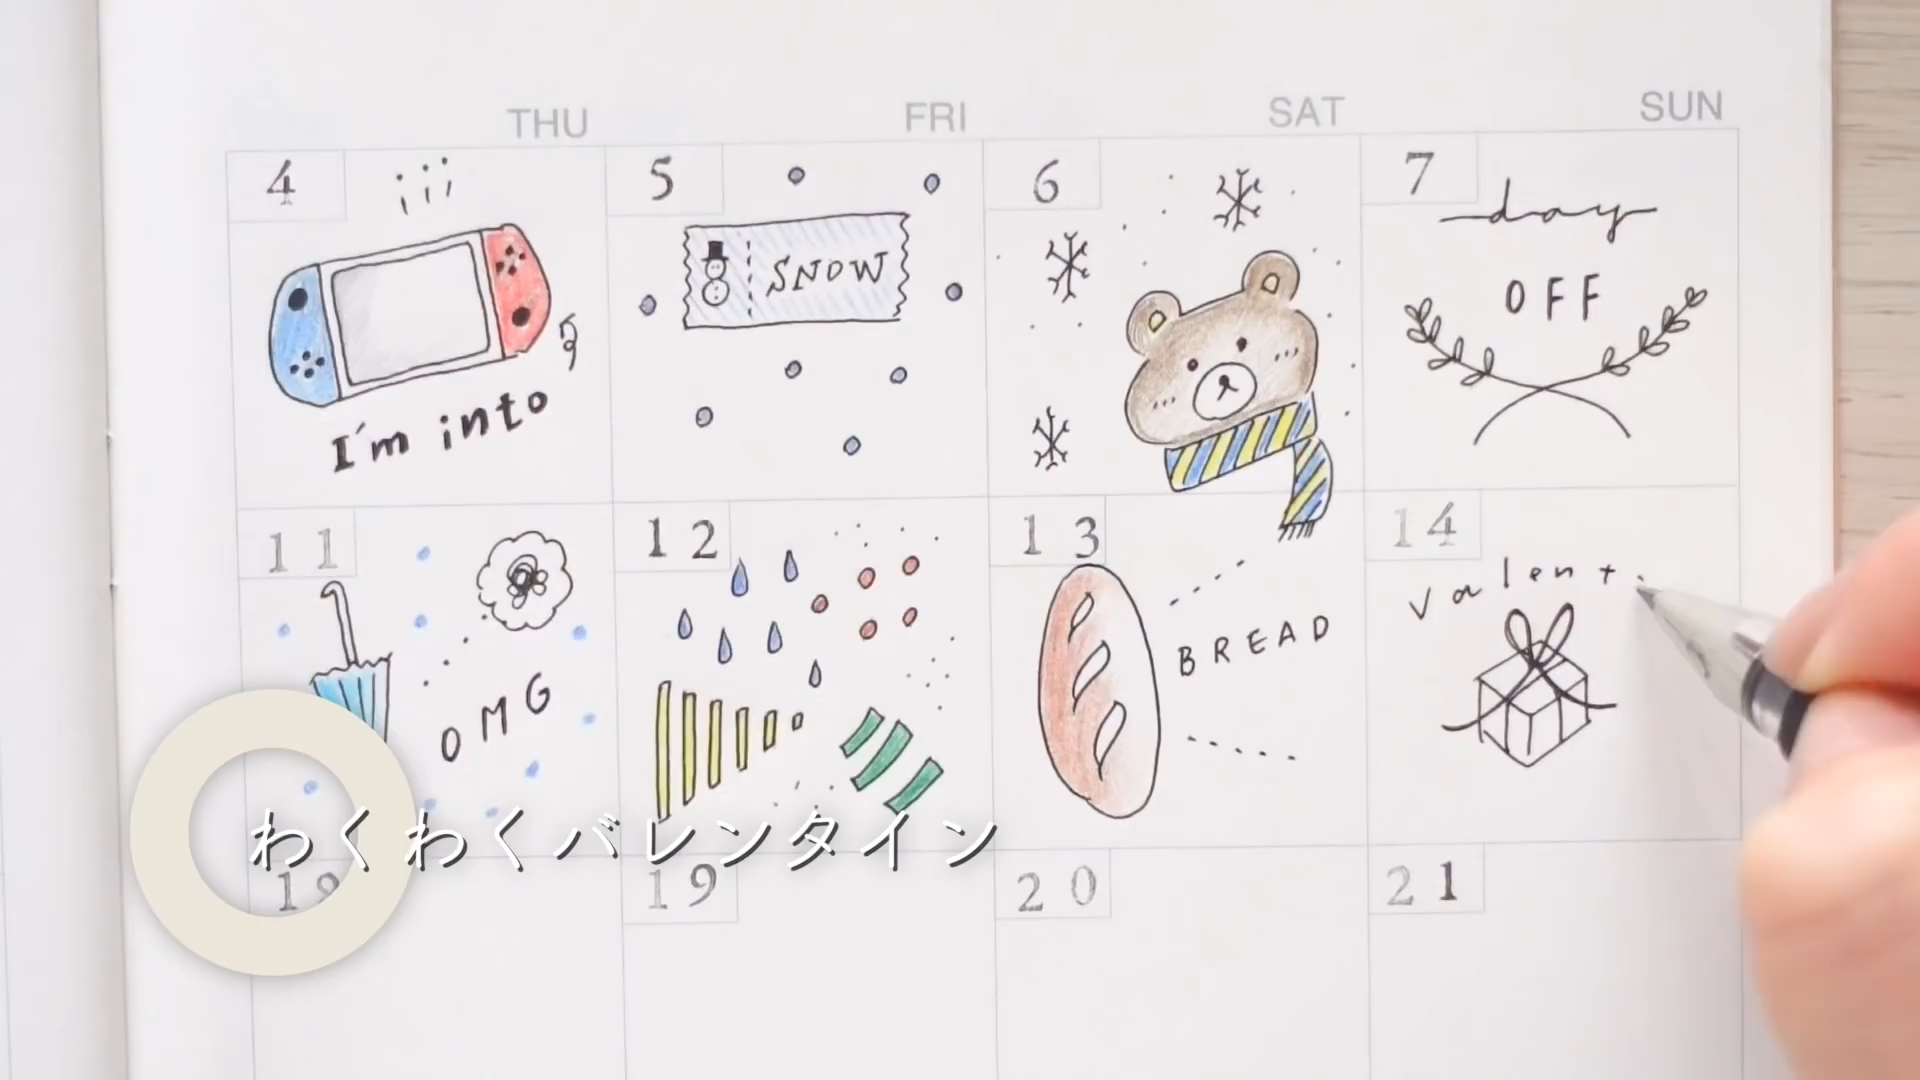 THU FRI SAT SUN
4 5 6 7
day
OFF
SNOW
I'm into
11 12 13 14
valent
BREAD
OMG
わくわくバレンタイン
18 19 20 21